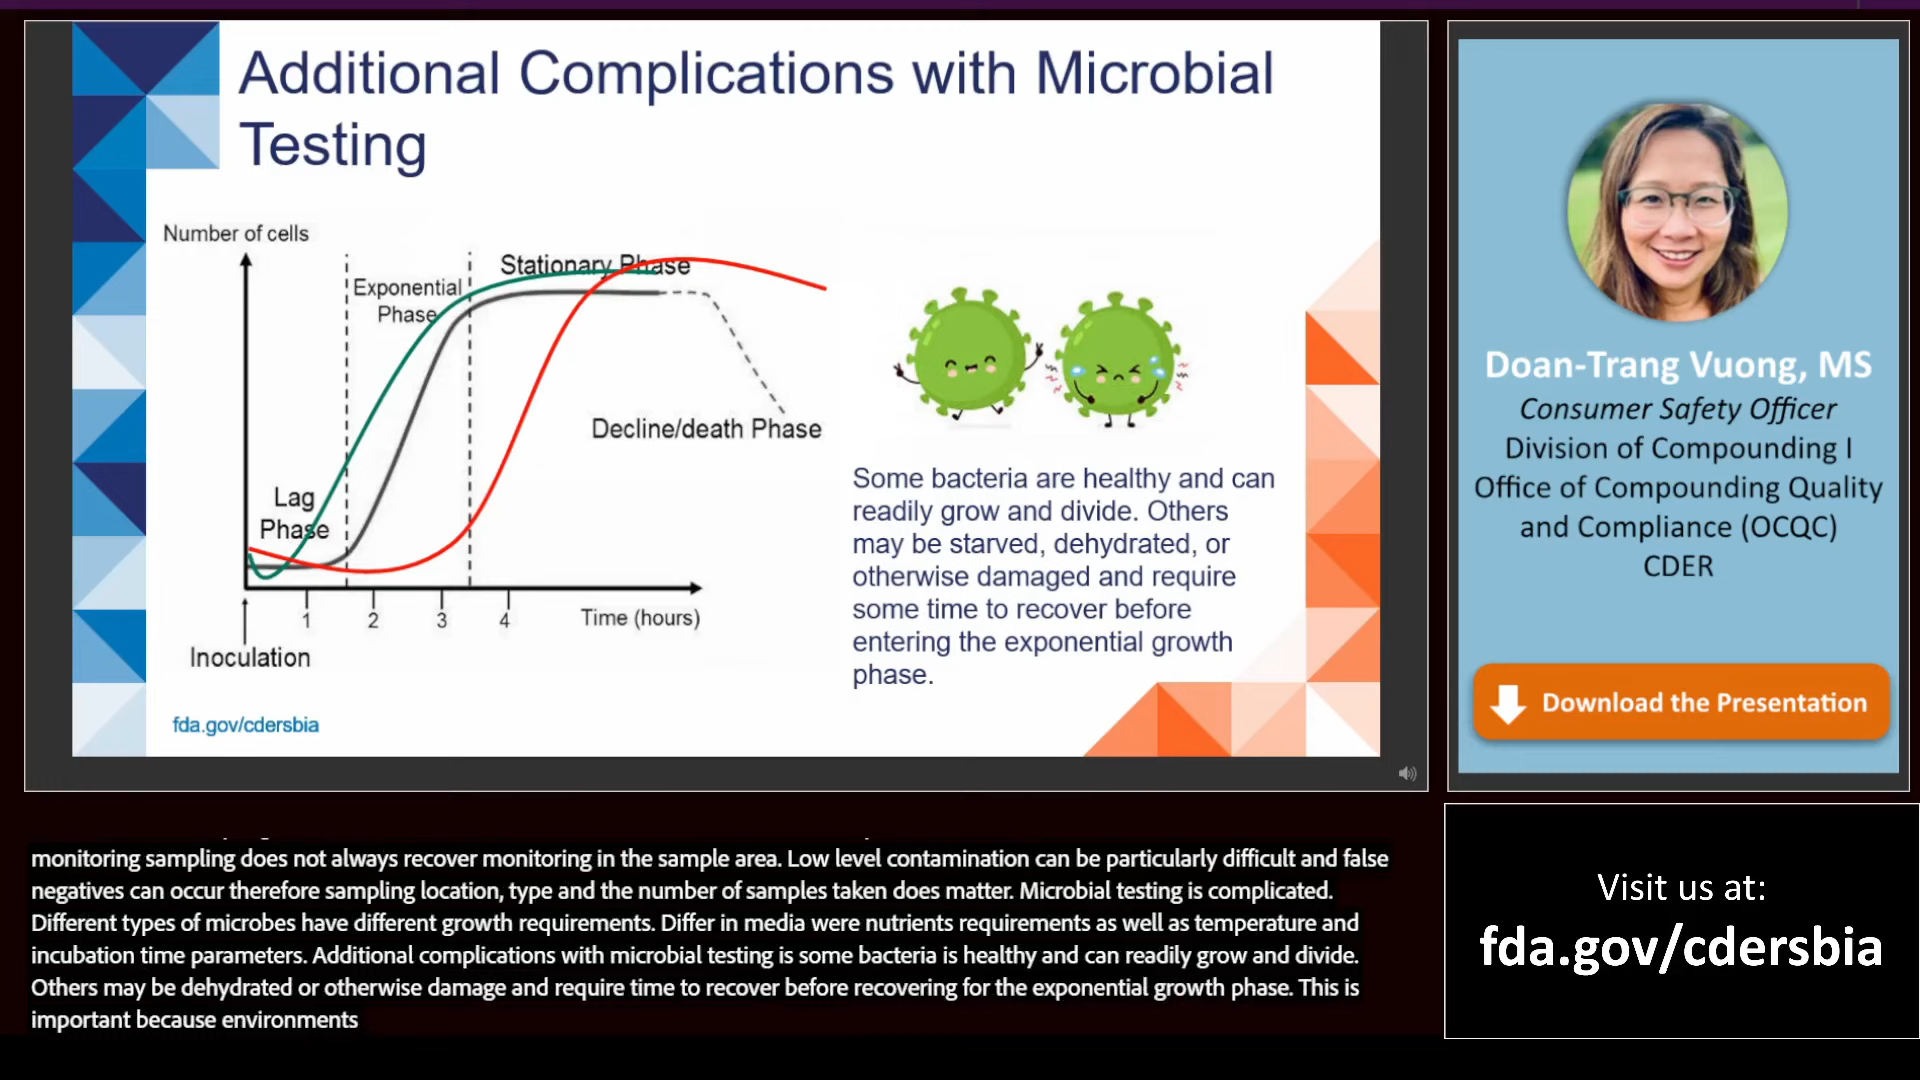 Additional Complications with Microbial
Testing
Number of cells
Stationary Phase
Exponential
Phase
Decline/death Phase
Lag
Phase
1
2
3
4
Time (hours)
Inoculation
Some bacteria are healthy and can
readily grow and divide. Others
may be starved, dehydrated, or
otherwise damaged and require
some time to recover before
entering the exponential growth
phase.
fda.gov/cdersbia
Doan-Trang Vuong, MS
Consumer Safety Officer
Division of Compounding I
Office of Compounding Quality
and Compliance (OCQC)
CDER
Download the Presentation
monitoring sampling does not always recover monitoring in the sample area. Low level contamination can be particularly difficult and false
negatives can occur therefore sampling location, type and the number of samples taken does matter. Microbial testing is complicated.
Different types of microbes have different growth requirements. Differ in media were nutrients requirements as well as temperature and
incubation time parameters. Additional complications with microbial testing is some bacteria is healthy and can readily grow and divide.
Others may be dehydrated or otherwise damage and require time to recover before recovering for the exponential growth phase. This is
important because environments
Visit us at:
fda.gov/cdersbia